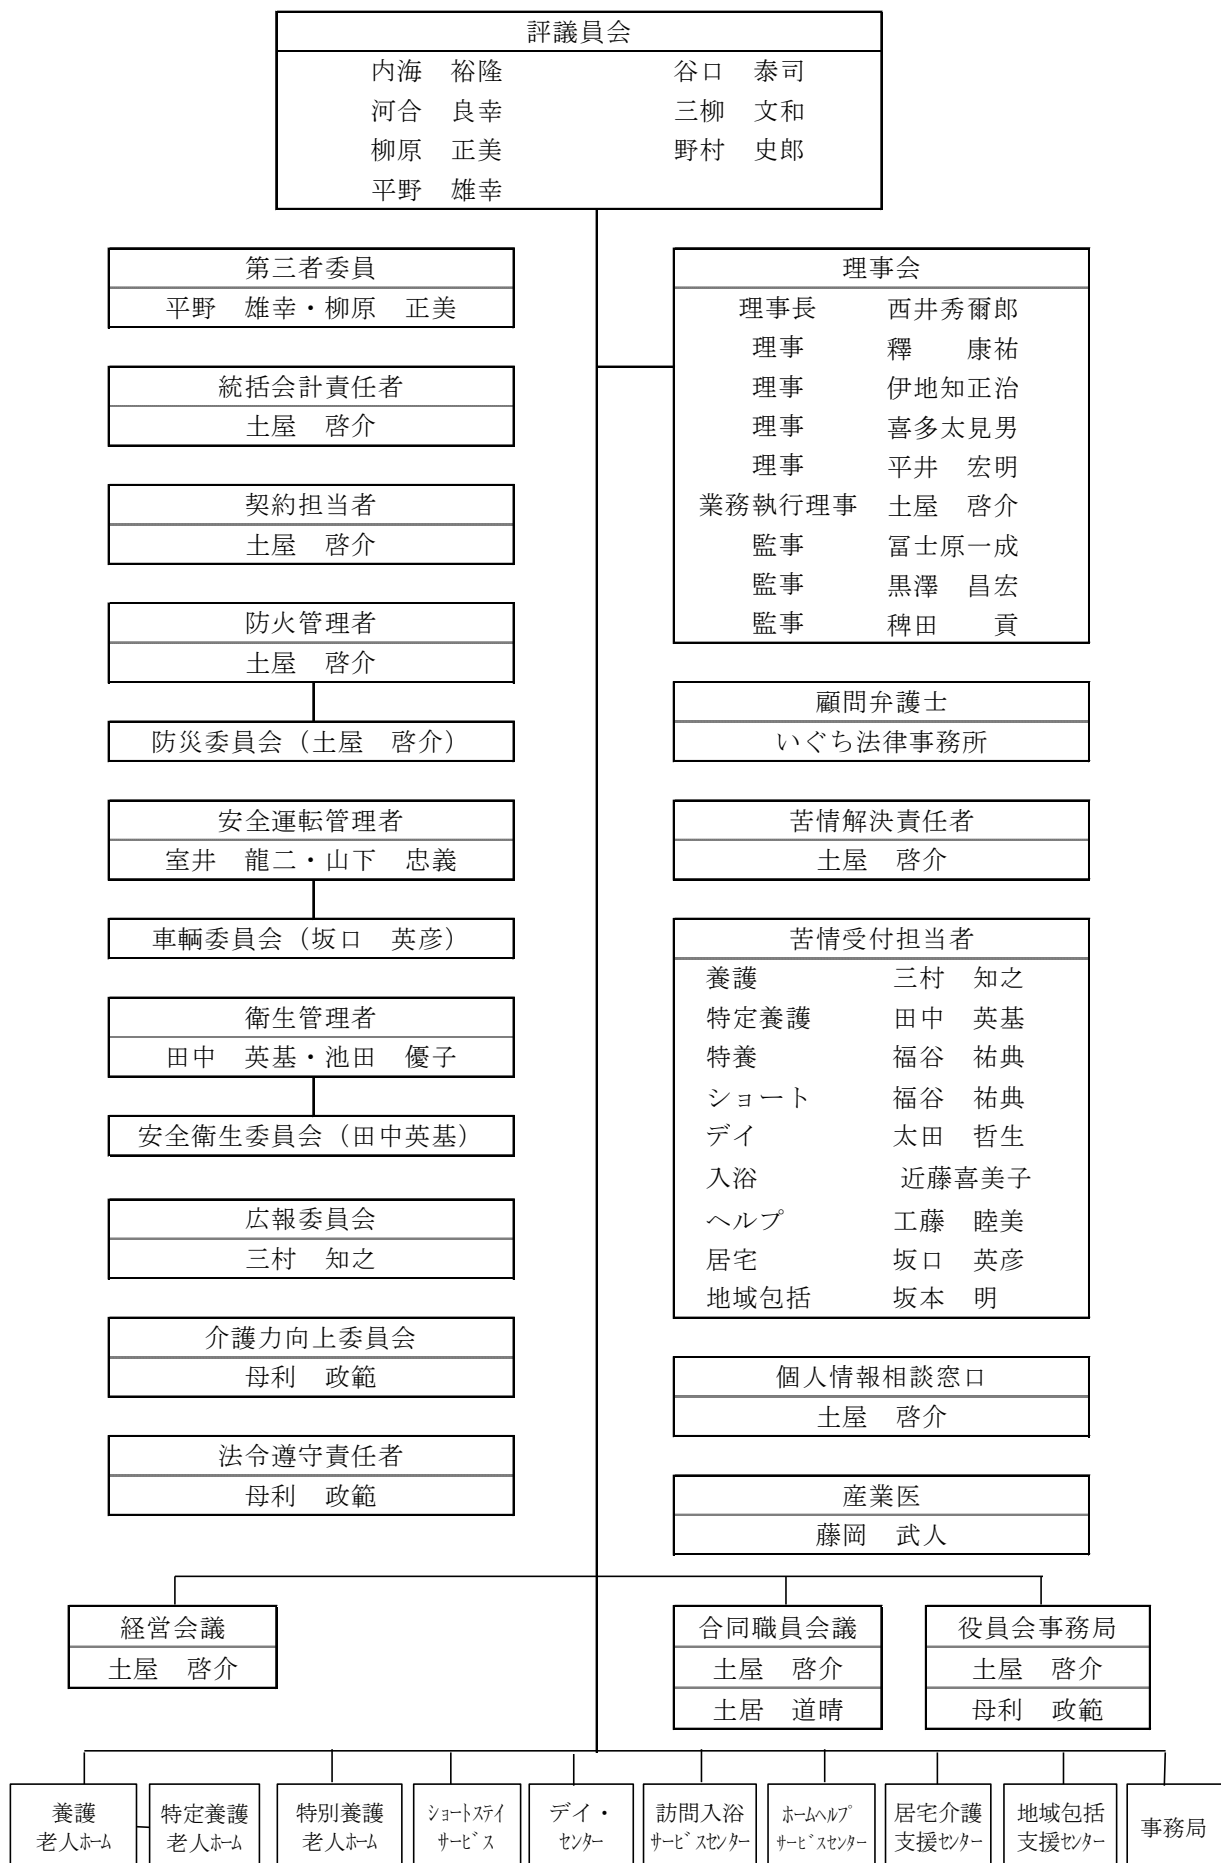 評議員会
内海　裕隆　谷口　泰司
河合　良幸　三柳　文和
柳原　正美　野村　史郎
平野　雄幸
第三者委員
平野　雄幸・柳原　正美
統括会計責任者
土屋　啓介
契約担当者
土屋　啓介
防火管理者
土屋　啓介
防災委員会（土屋　啓介）
安全運転管理者
室井　龍二・山下　忠義
車輌委員会（坂口　英彦）
衛生管理者
田中　英基・池田　優子
安全衛生委員会（田中英基）
広報委員会
三村　知之
介護力向上委員会
母利　政範
法令遵守責任者
母利　政範
理事会
理事長　西井秀爾郎
理事　釋　康祐
理事　伊地知正治
理事　喜多太見男
理事　平井　宏明
業務執行理事　土屋　啓介
監事　冨士原一成
監事　黒澤　昌宏
監事　稗田　貢
顧問弁護士
いぐち法律事務所
苦情解決責任者
土屋　啓介
苦情受付担当者
養護　三村　知之
特定養護　田中　英基
特養　福谷　祐典
ショート　福谷　祐典
デイ　太田　哲生
入浴　近藤喜美子
ヘルプ　工藤　睦美
居宅　坂口　英彦
地域包括　坂本　明
個人情報相談窓口
土屋　啓介
産業医
藤岡　武人
経営会議
土屋　啓介
合同職員会議
土屋　啓介
土居　道晴
役員会事務局
土屋　啓介
母利　政範
養護
老人ﾎｰﾑ
特定養護
老人ﾎｰﾑ
特別養護
老人ﾎｰﾑ
ｼｮｰﾄｽﾃｲ
ｻｰﾋﾞｽ
デイ・
ｾﾝﾀｰ
訪問入浴
ｻｰﾋﾞｽｾﾝﾀｰ
ﾎｰﾑﾍﾙﾌﾟ
ｻｰﾋﾞｽｾﾝﾀｰ
居宅介護
支援ｾﾝﾀｰ
地域包括
支援ｾﾝﾀｰ
事務局